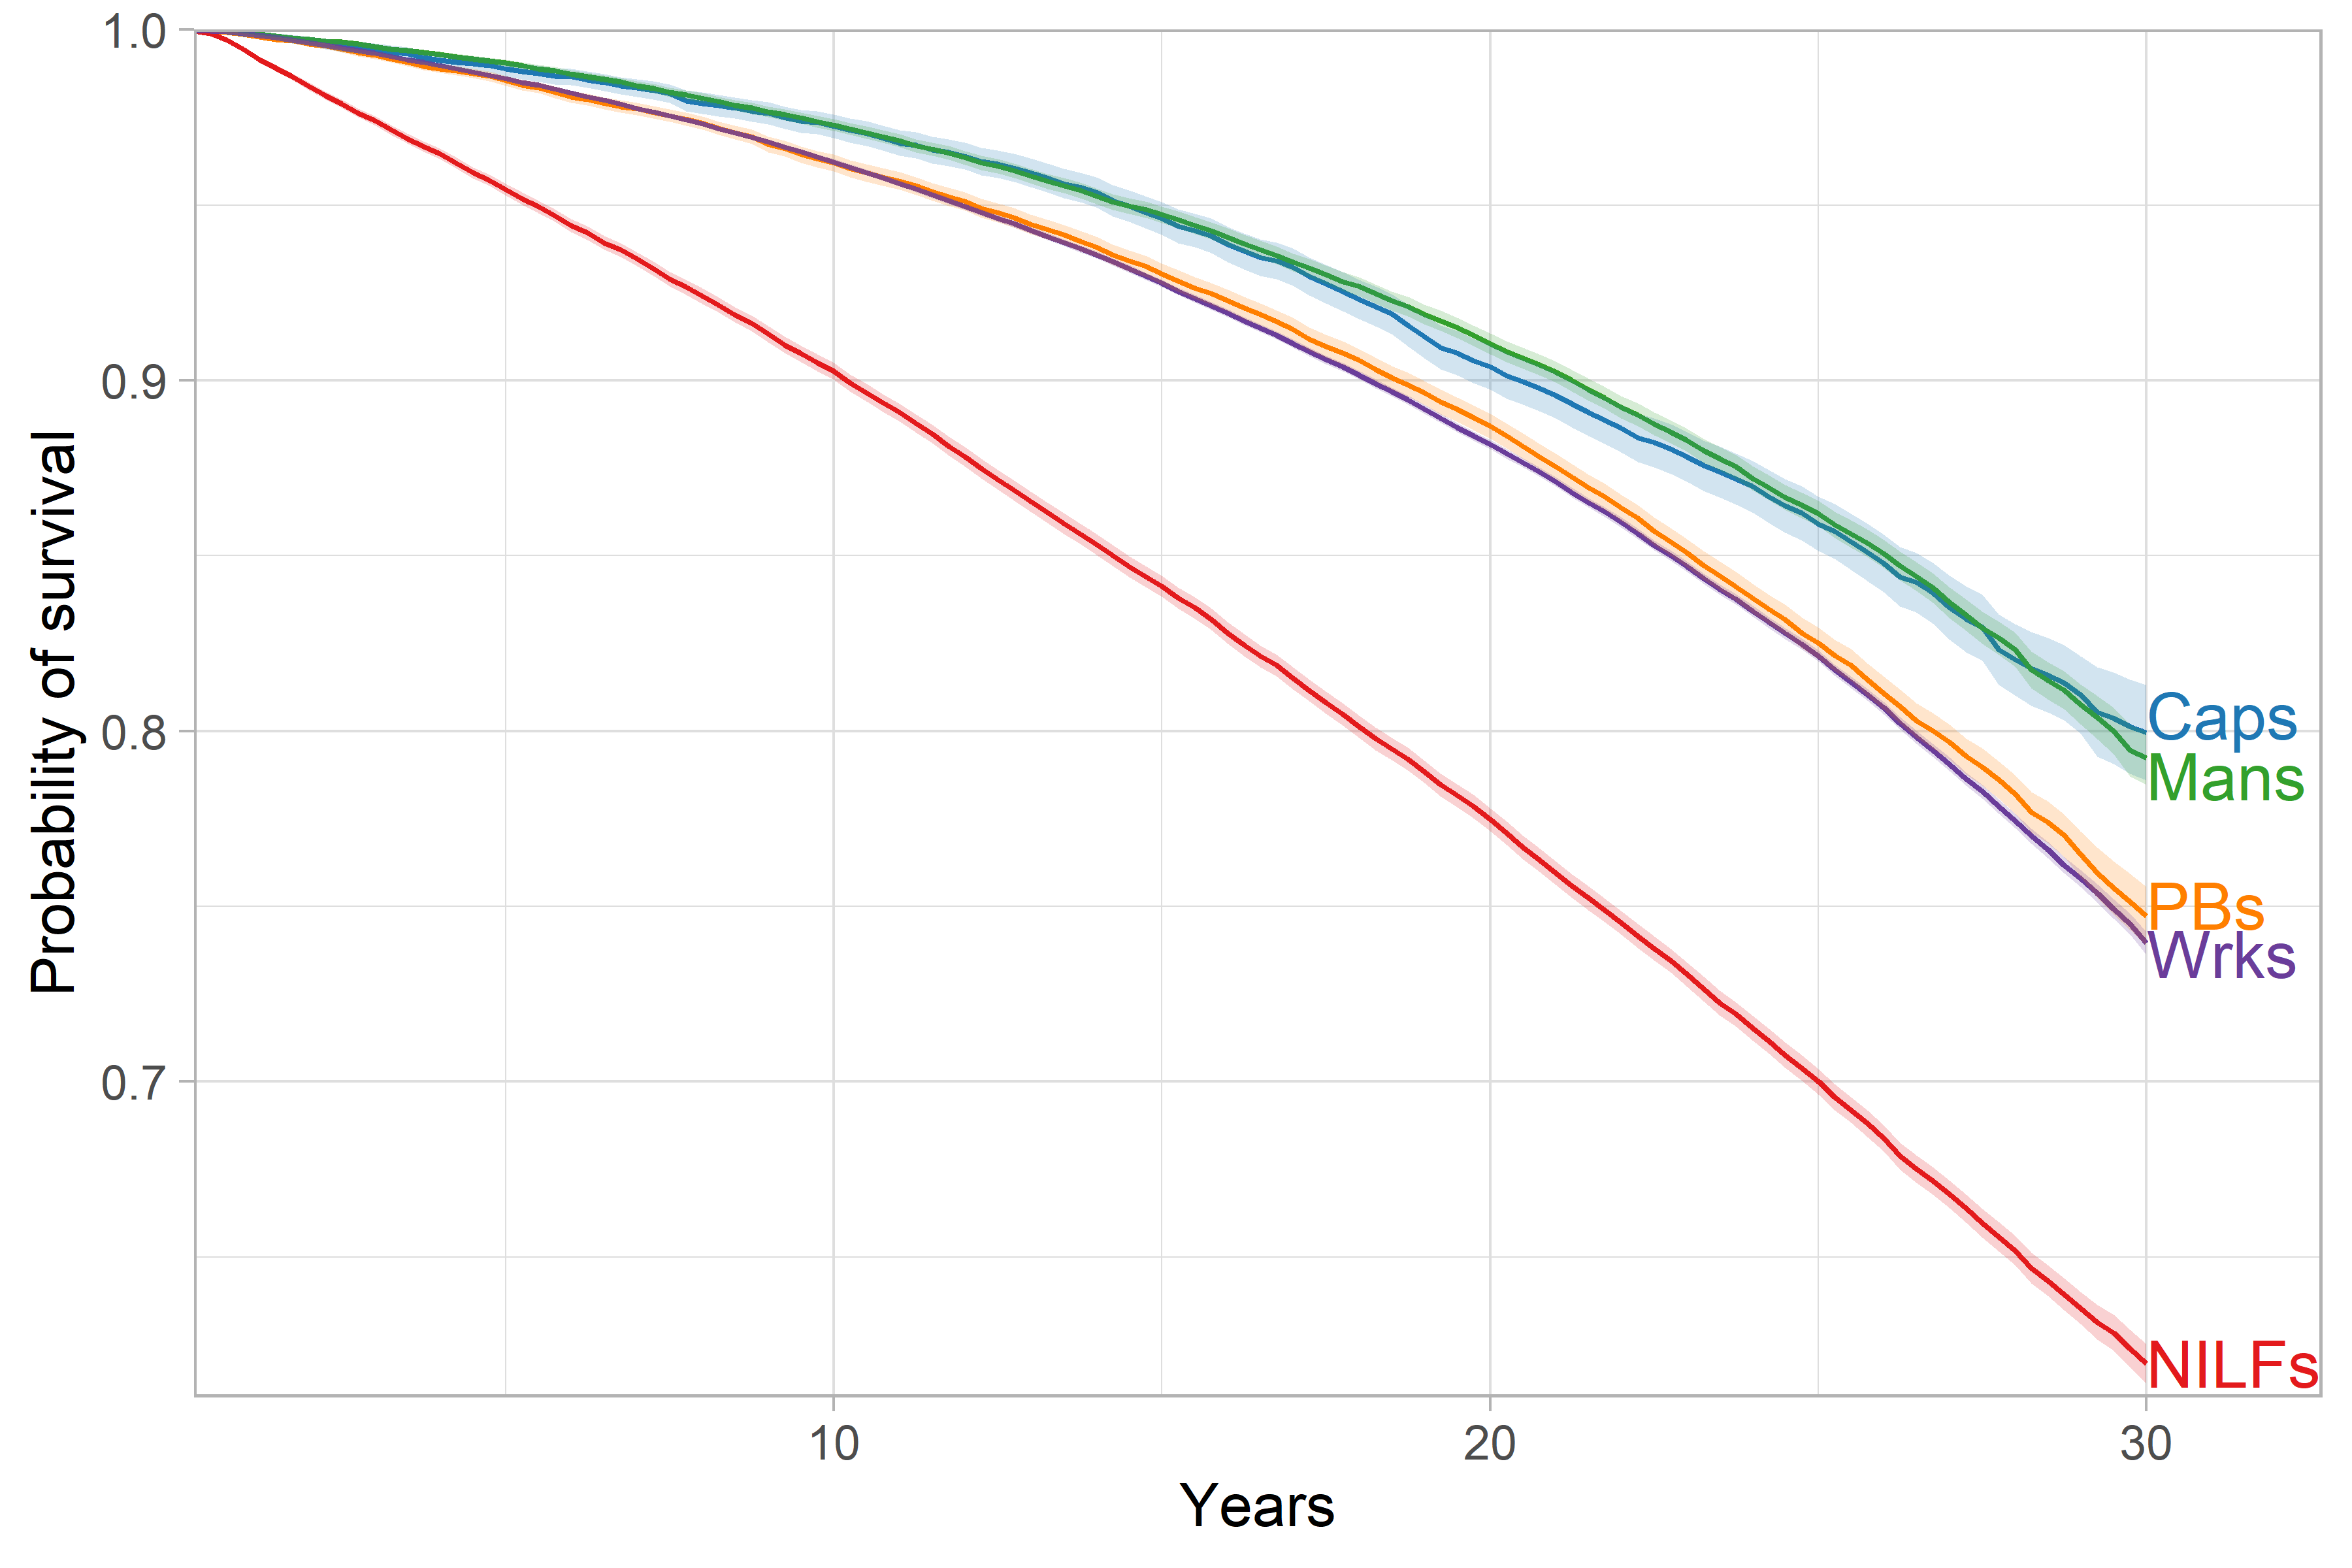 Probability of survival
1.0
0.9
0.8
0.7
Caps
Mans
PBs
Wrks
NILFs
10 20 30
Years